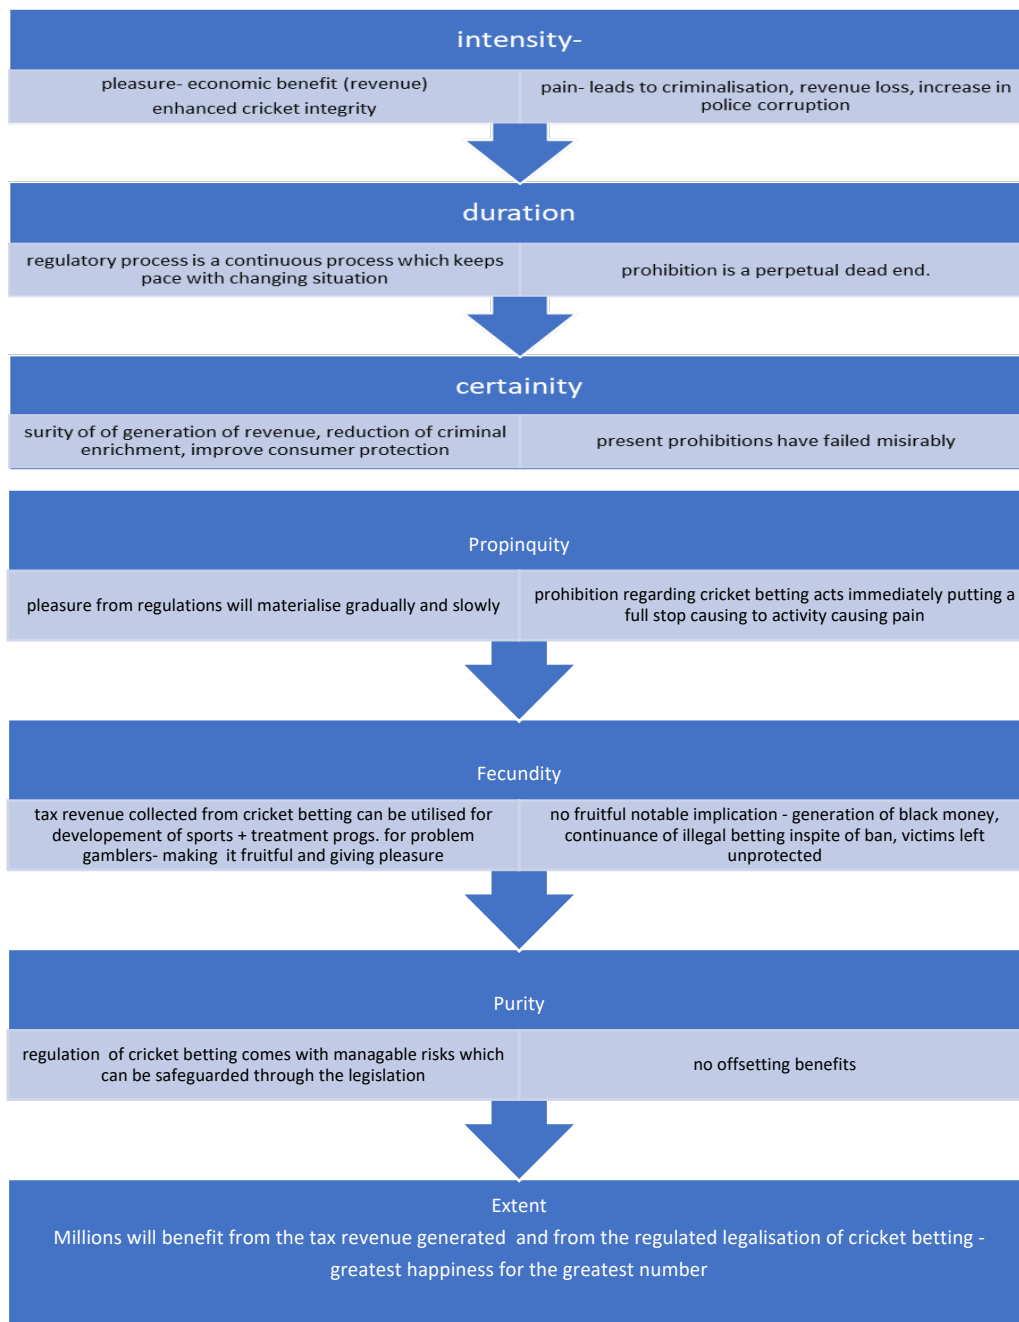 intensity-
pleasure- economic benefit (revenue)
enhanced cricket integrity
pain- leads to criminalisation, revenue loss, increase in
police corruption
duration
regulatory process is a continuous process which keeps
pace with changing situation
prohibition is a perpetual dead end.
certainity
surity of of generation of revenue, reduction of criminal
enrichment, improve consumer protection
present prohibitions have failed misirably
Propinquity
pleasure from regulations will materialise gradually and slowly
prohibition regarding cricket betting acts immediately putting a
full stop causing to activity causing pain
Fecundity
tax revenue collected from cricket betting can be utilised for
developement of sports + treatment progs. for problem
gamblers- making it fruitful and giving pleasure
no fruitful notable implication - generation of black money,
continuance of illegal betting inspite of ban, victims left
unprotected
Purity
regulation of cricket betting comes with managable risks which
can be safeguarded through the legislation
no offsetting benefits
Extent
Millions will benefit from the tax revenue generated and from the regulated legalisation of cricket betting -
greatest happiness for the greatest number